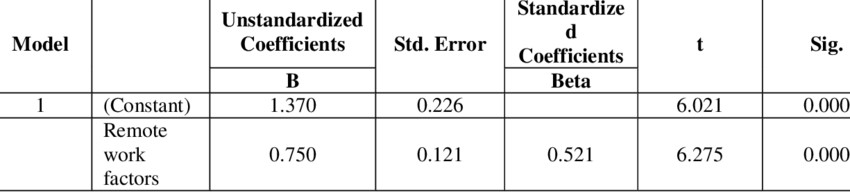 Model Unstandardized Coefficients Std. Error Standardize d Coefficients t Sig.
B Beta
1 (Constant) 1.370 0.226 6.021 0.000
Remote work factors 0.750 0.121 0.521 6.275 0.000